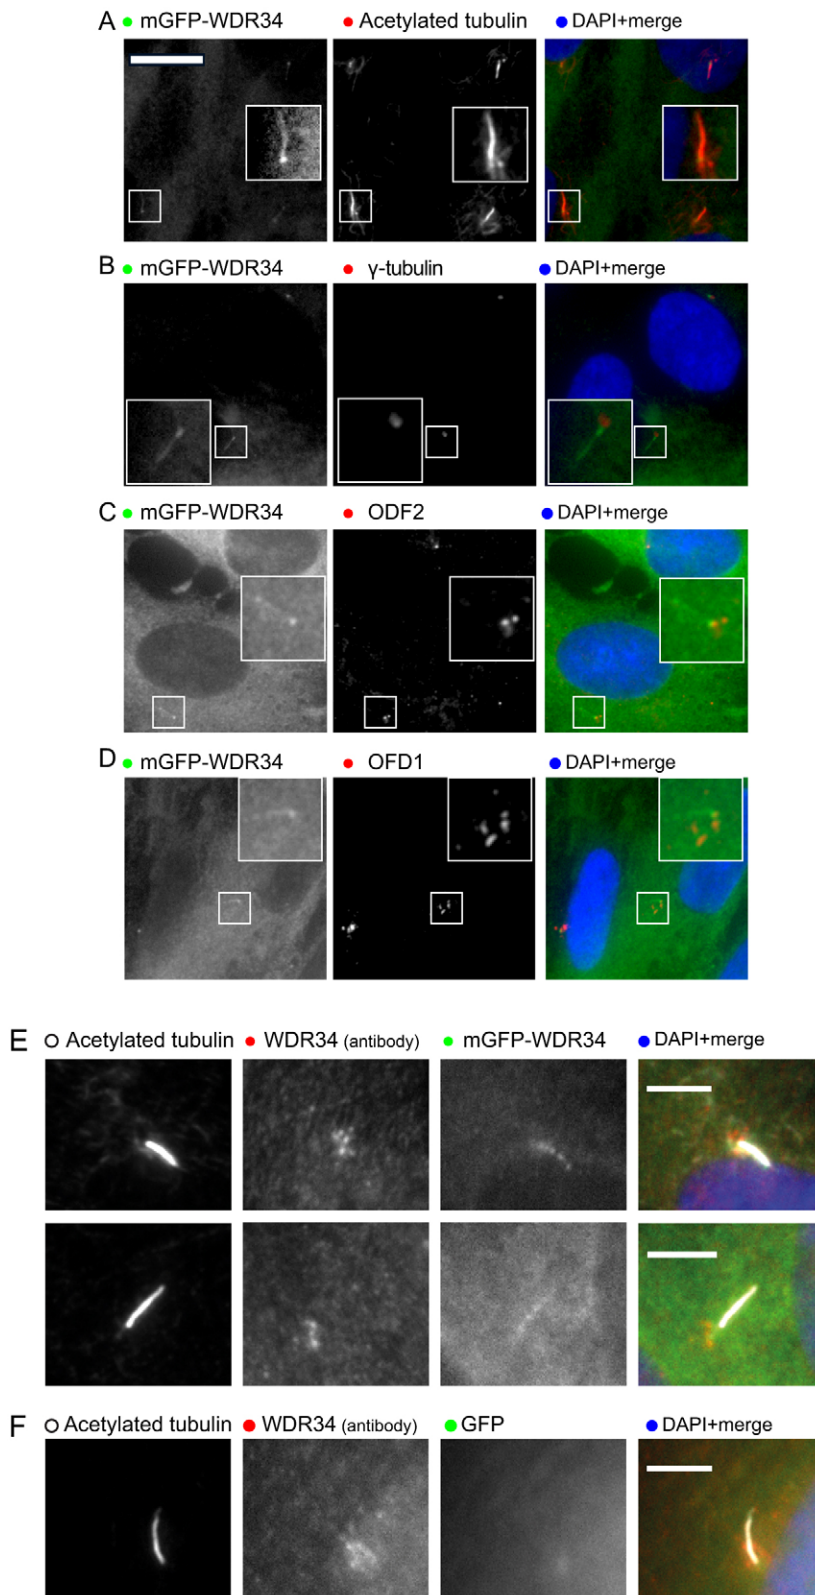 A mGFP-WDR34 Acetylated tubulin DAPI+merge
B mGFP-WDR34 γ-tubulin DAPI+merge
C mGFP-WDR34 ODF2 DAPI+merge
D mGFP-WDR34 OFD1 DAPI+merge
E Acetylated tubulin WDR34 (antibody) mGFP-WDR34 DAPI+merge
F Acetylated tubulin WDR34 (antibody) GFP DAPI+merge